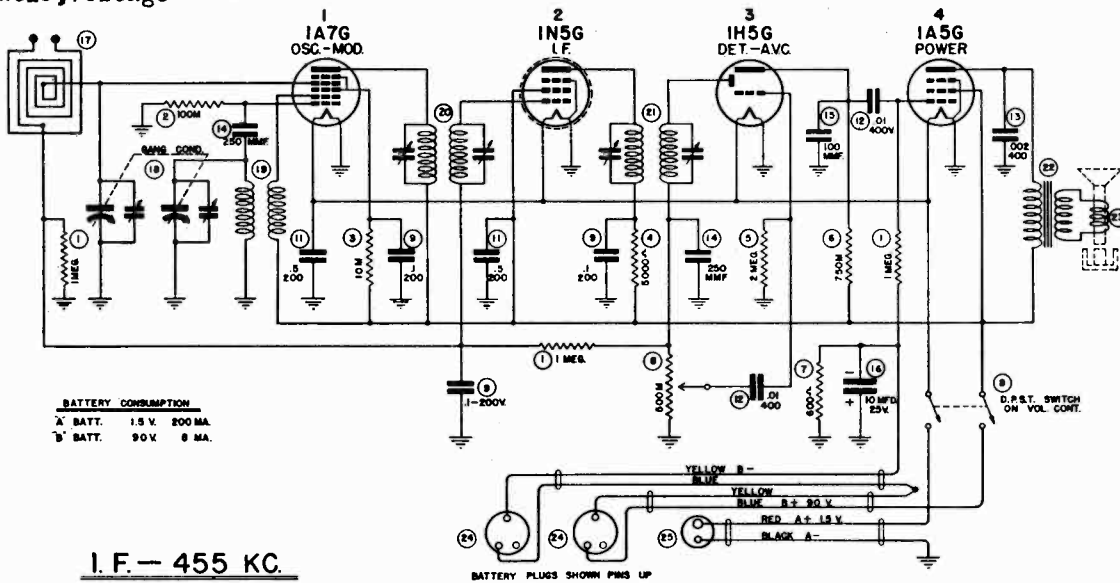 1
1A7G
OSC.-MOD.
2
1N5G
I.F.
3
1H5G
DET.-A.V.C.
4
1A5G
POWER
17
2
100M
14
250 MMF.
GANG COND.
18
19
20
21
15
100 MMF.
12
.01
400V.
13
.002
400
22
1
1 MEG.
11
.5
200
3
10M
9
.1
200
11
.5
200
9
.1
200
4
5000Ω
14
250 MMF
5
2 MEG.
6
750M
1
1 MEG.
1
1 MEG.
9
.1-200V.
8
500M
12
.01
400
7
600Ω
16
-
+
10 MFD.
25V.
8
D.P.S.T. SWITCH
ON VOL. CONT.
BATTERY CONSUMPTION
"A" BATT. 1.5 V. 200 MA.
"B" BATT. 90 V. 8 MA.
YELLOW B-
BLUE
YELLOW
BLUE B+ 90 V.
RED A+ 1.5 V.
BLACK A-
24
24
25
BATTERY PLUGS SHOWN PINS UP
I.F. — 455 KC.